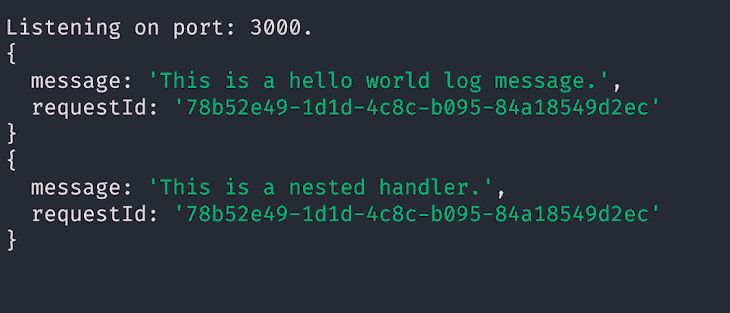 Listening on port: 3000.
{
  message: 'This is a hello world log message.',
  requestId: '78b52e49-1d1d-4c8c-b095-84a18549d2ec'
}
{
  message: 'This is a nested handler.',
  requestId: '78b52e49-1d1d-4c8c-b095-84a18549d2ec'
}